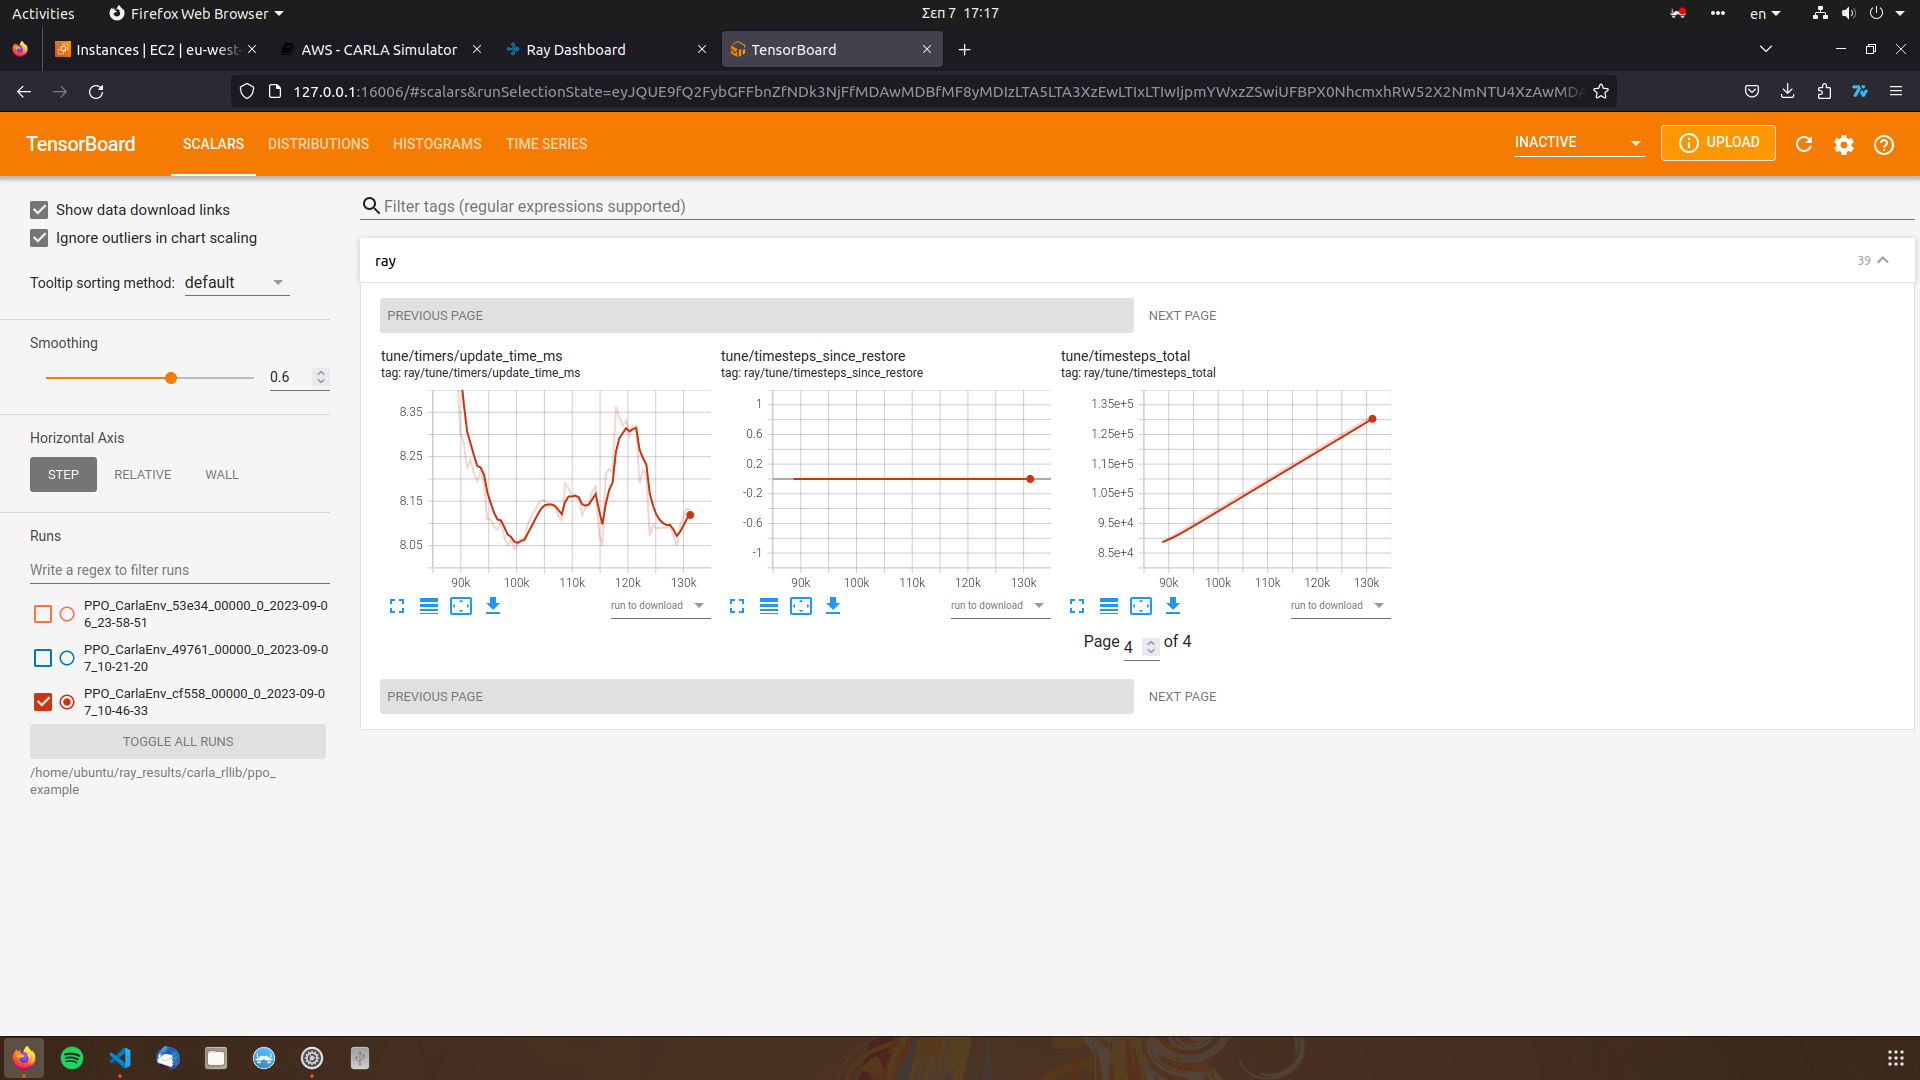 Activities
Firefox Web Browser
Σεπ 7 17:17
en
Instances | EC2 | eu-west-
AWS - CARLA Simulator
Ray Dashboard
TensorBoard
127.0.0.1:16006/#scalars&runSelectionState=
TensorBoard
SCALARS
DISTRIBUTIONS
HISTOGRAMS
TIME SERIES
INACTIVE
UPLOAD
Show data download links
Ignore outliers in chart scaling
Tooltip sorting method: default
Smoothing
0.6
Horizontal Axis
STEP
RELATIVE
WALL
Runs
Write a regex to filter runs
PPO_CarlaEnv_53e34_00000_0_2023-09-0
6_23-58-51
PPO_CarlaEnv_49761_00000_0_2023-09-0
7_10-21-20
PPO_CarlaEnv_cf558_00000_0_2023-09-0
7_10-46-33
TOGGLE ALL RUNS
/home/ubuntu/ray_results/carla_rllib/ppo_
example
Filter tags (regular expressions supported)
ray
39
PREVIOUS PAGE
NEXT PAGE
tune/timers/update_time_ms
tag: ray/tune/timers/update_time_ms
8.35
8.25
8.15
8.05
90k 100k 110k 120k 130k
run to download
tune/timesteps_since_restore
tag: ray/tune/timesteps_since_restore
1
0.6
0.2
-0.2
-0.6
-1
90k 100k 110k 120k 130k
run to download
tune/timesteps_total
tag: ray/tune/timesteps_total
1.35e+5
1.25e+5
1.15e+5
1.05e+5
9.5e+4
8.5e+4
90k 100k 110k 120k 130k
run to download
Page 4 of 4
PREVIOUS PAGE
NEXT PAGE